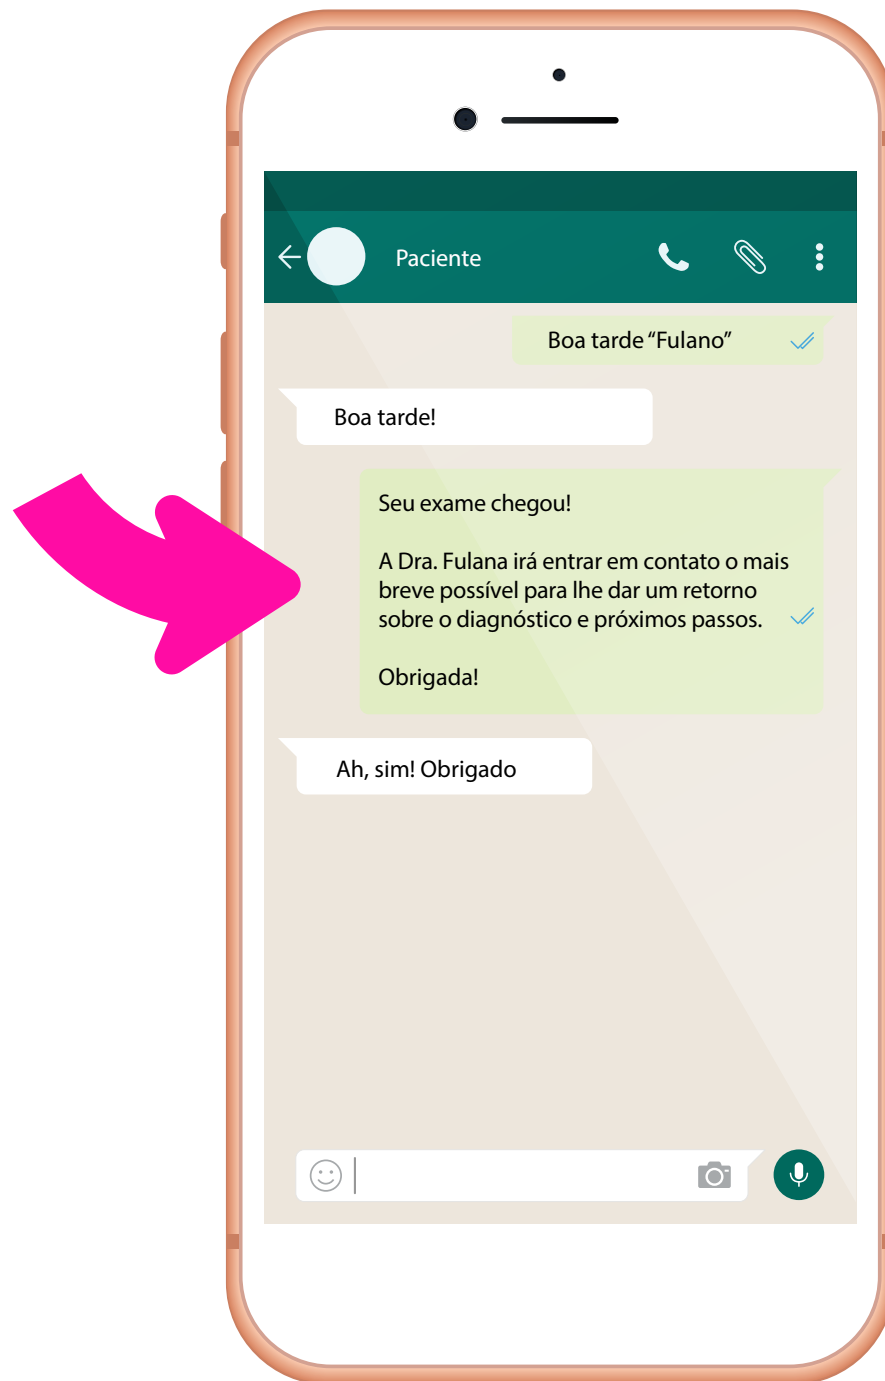 Paciente
Boa tarde “Fulano”
Boa tarde!
Seu exame chegou!
A Dra. Fulana irá entrar em contato o mais
breve possível para lhe dar um retorno
sobre o diagnóstico e próximos passos.
Obrigada!
Ah, sim! Obrigado